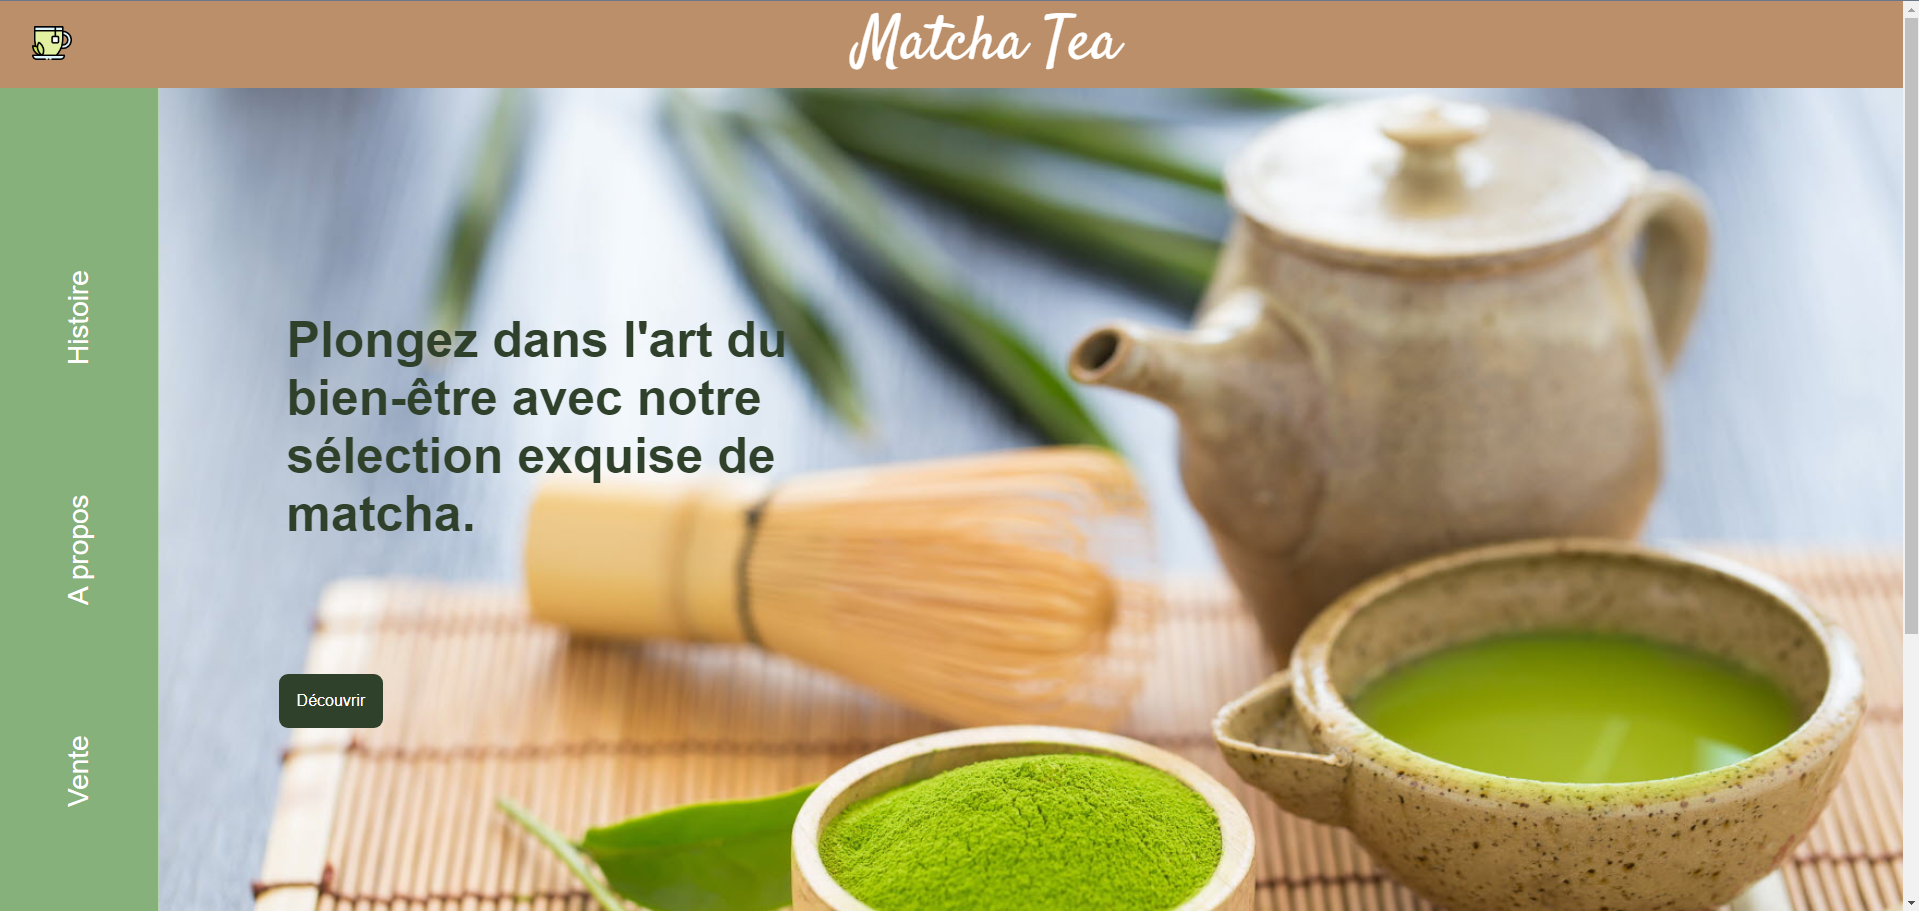 Matcha Tea
Histoire
A propos
Vente
Plongez dans l'art du
bien-être avec notre
sélection exquise de
matcha.
Découvrir